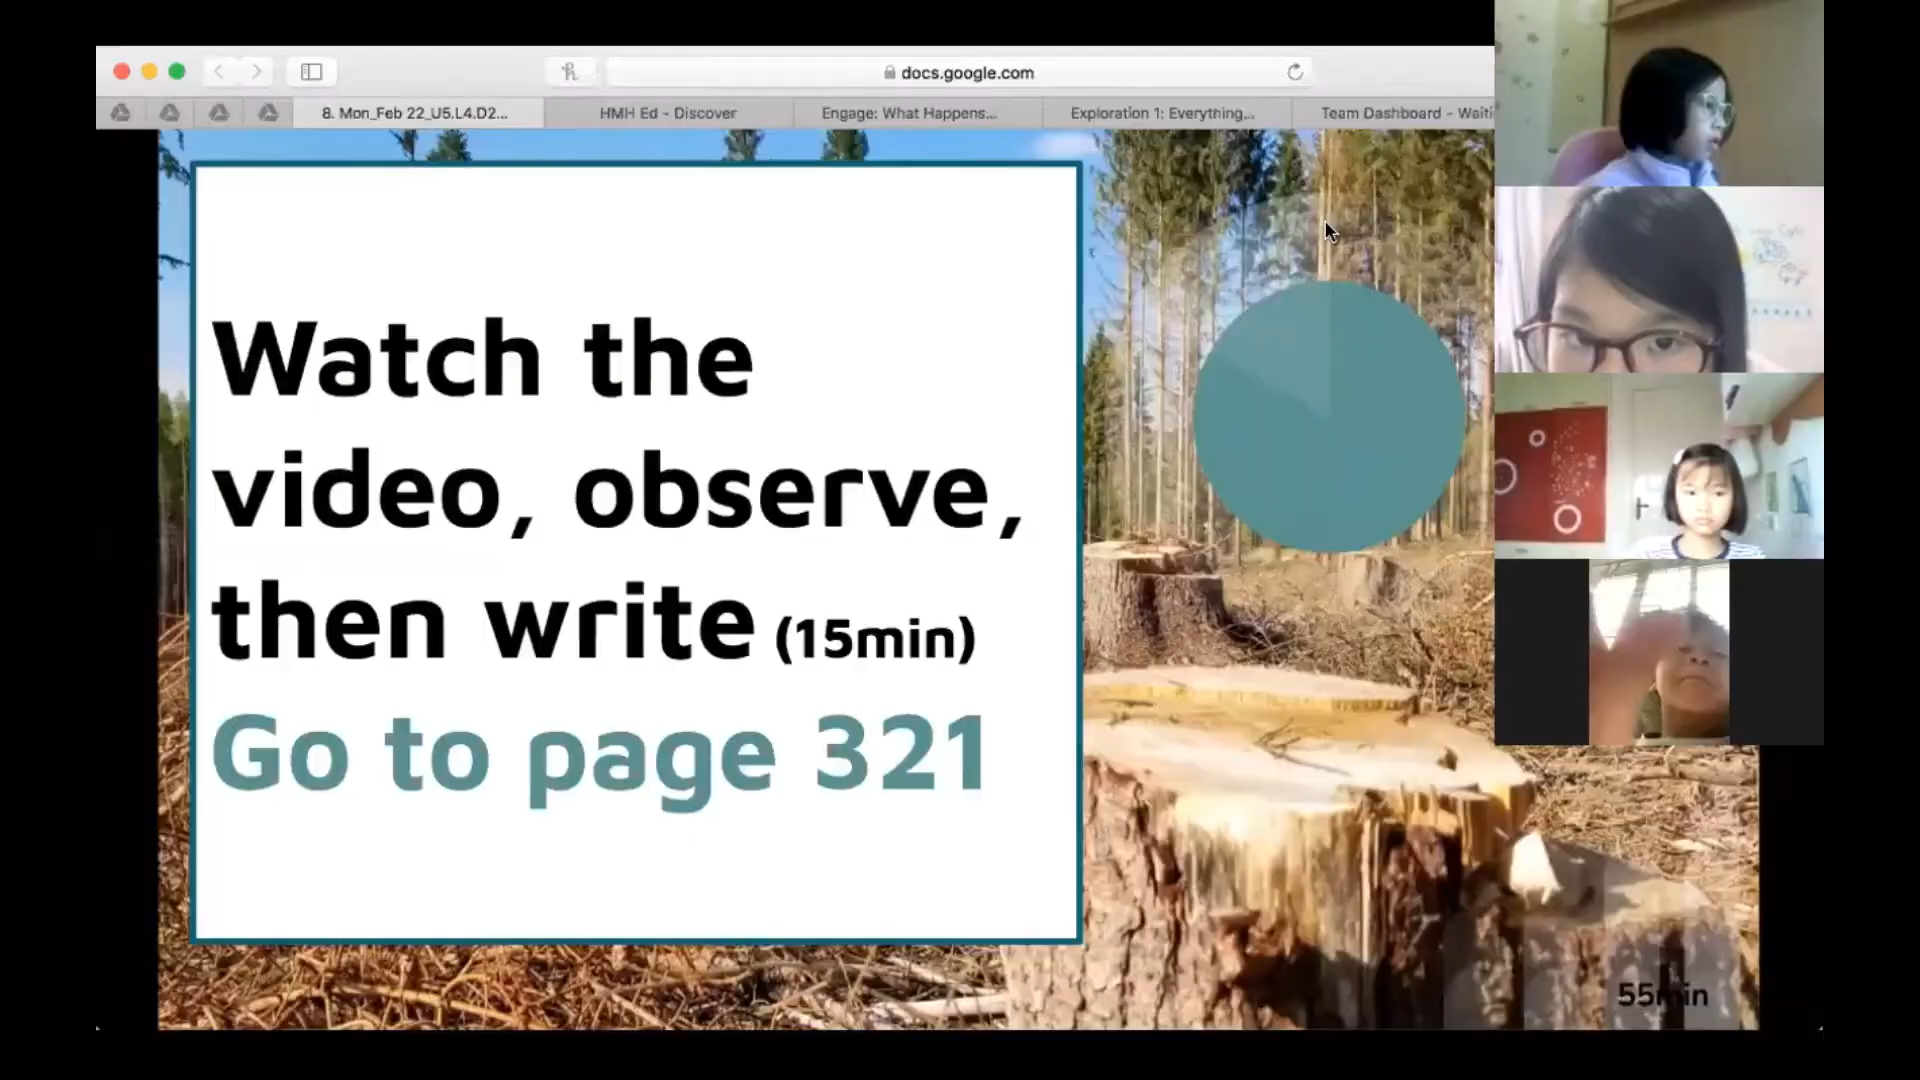 docs.google.com
8. Mon_Feb 22_U5.L4.D2...
HMH Ed - Discover
Engage: What Happens...
Exploration 1: Everything,...
Team Dashboard - Waiti
Watch the
video, observe,
then write (15min)
Go to page 321
55min